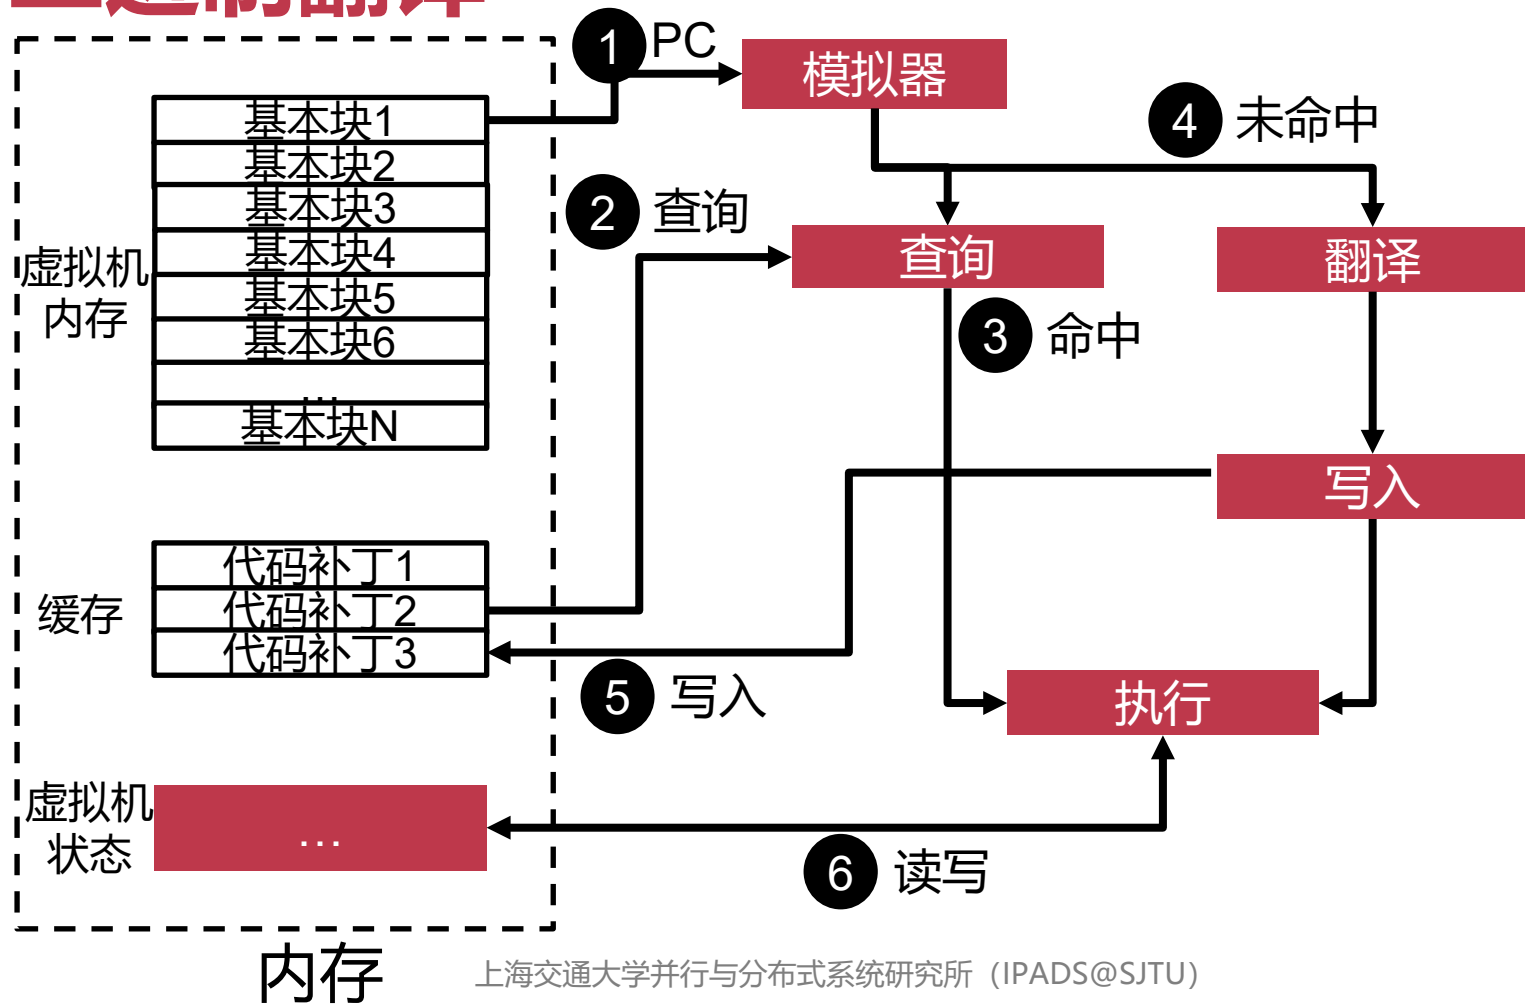 二进制翻译
1 PC
模拟器
4 未命中
基本块1
基本块2
基本块3
基本块4
基本块5
基本块6
...
基本块N
虚拟机
内存
2 查询
查询
翻译
3 命中
写入
代码补丁1
代码补丁2
代码补丁3
缓存
5 写入
执行
虚拟机
状态
...
6 读写
内存
上海交通大学并行与分布式系统研究所（IPADS@SJTU）